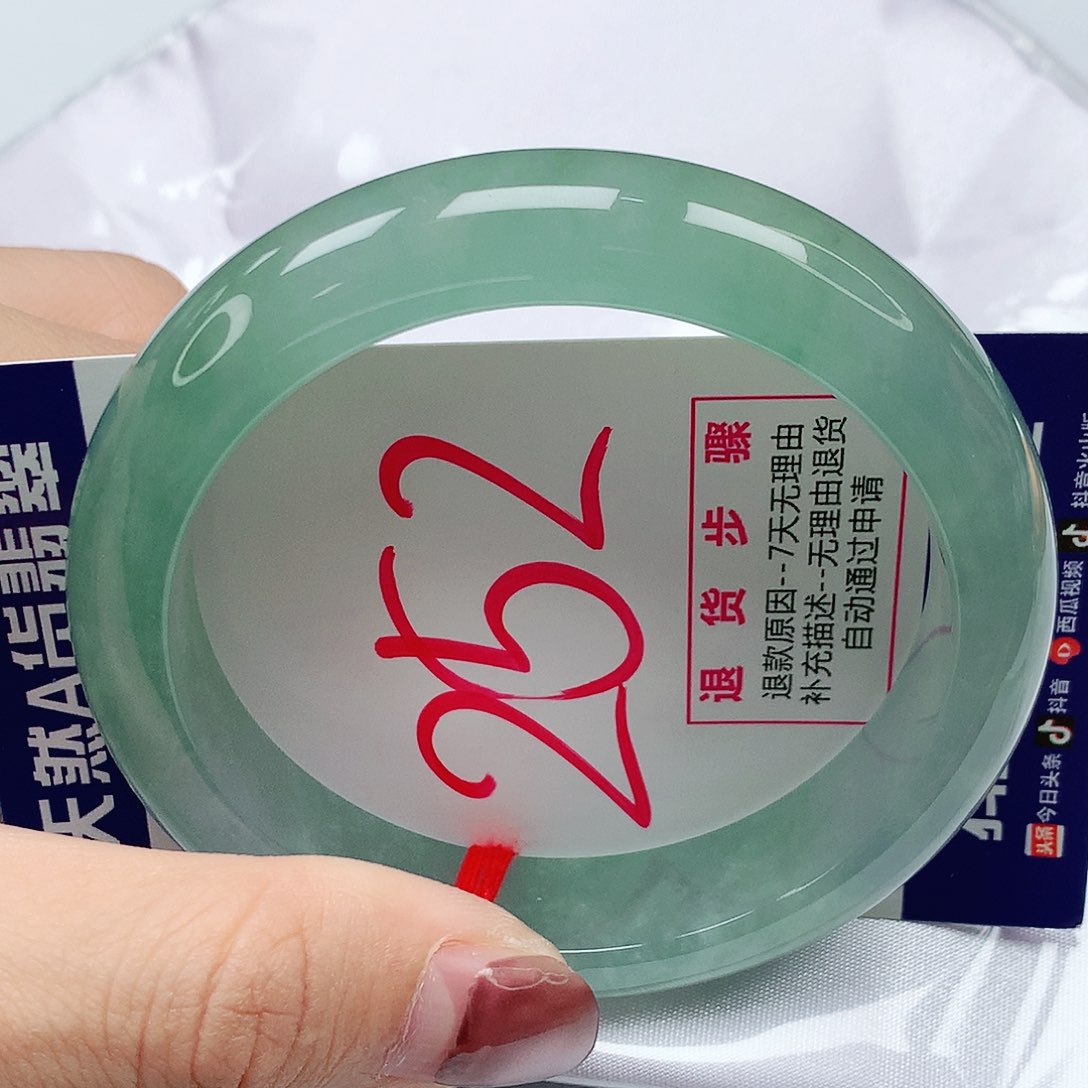 天然A货翡翠
252
退货步骤
退款原因--7天无理由
补充描述--无理由退货
自动通过申请
头条 今日头条 抖音 西瓜视频